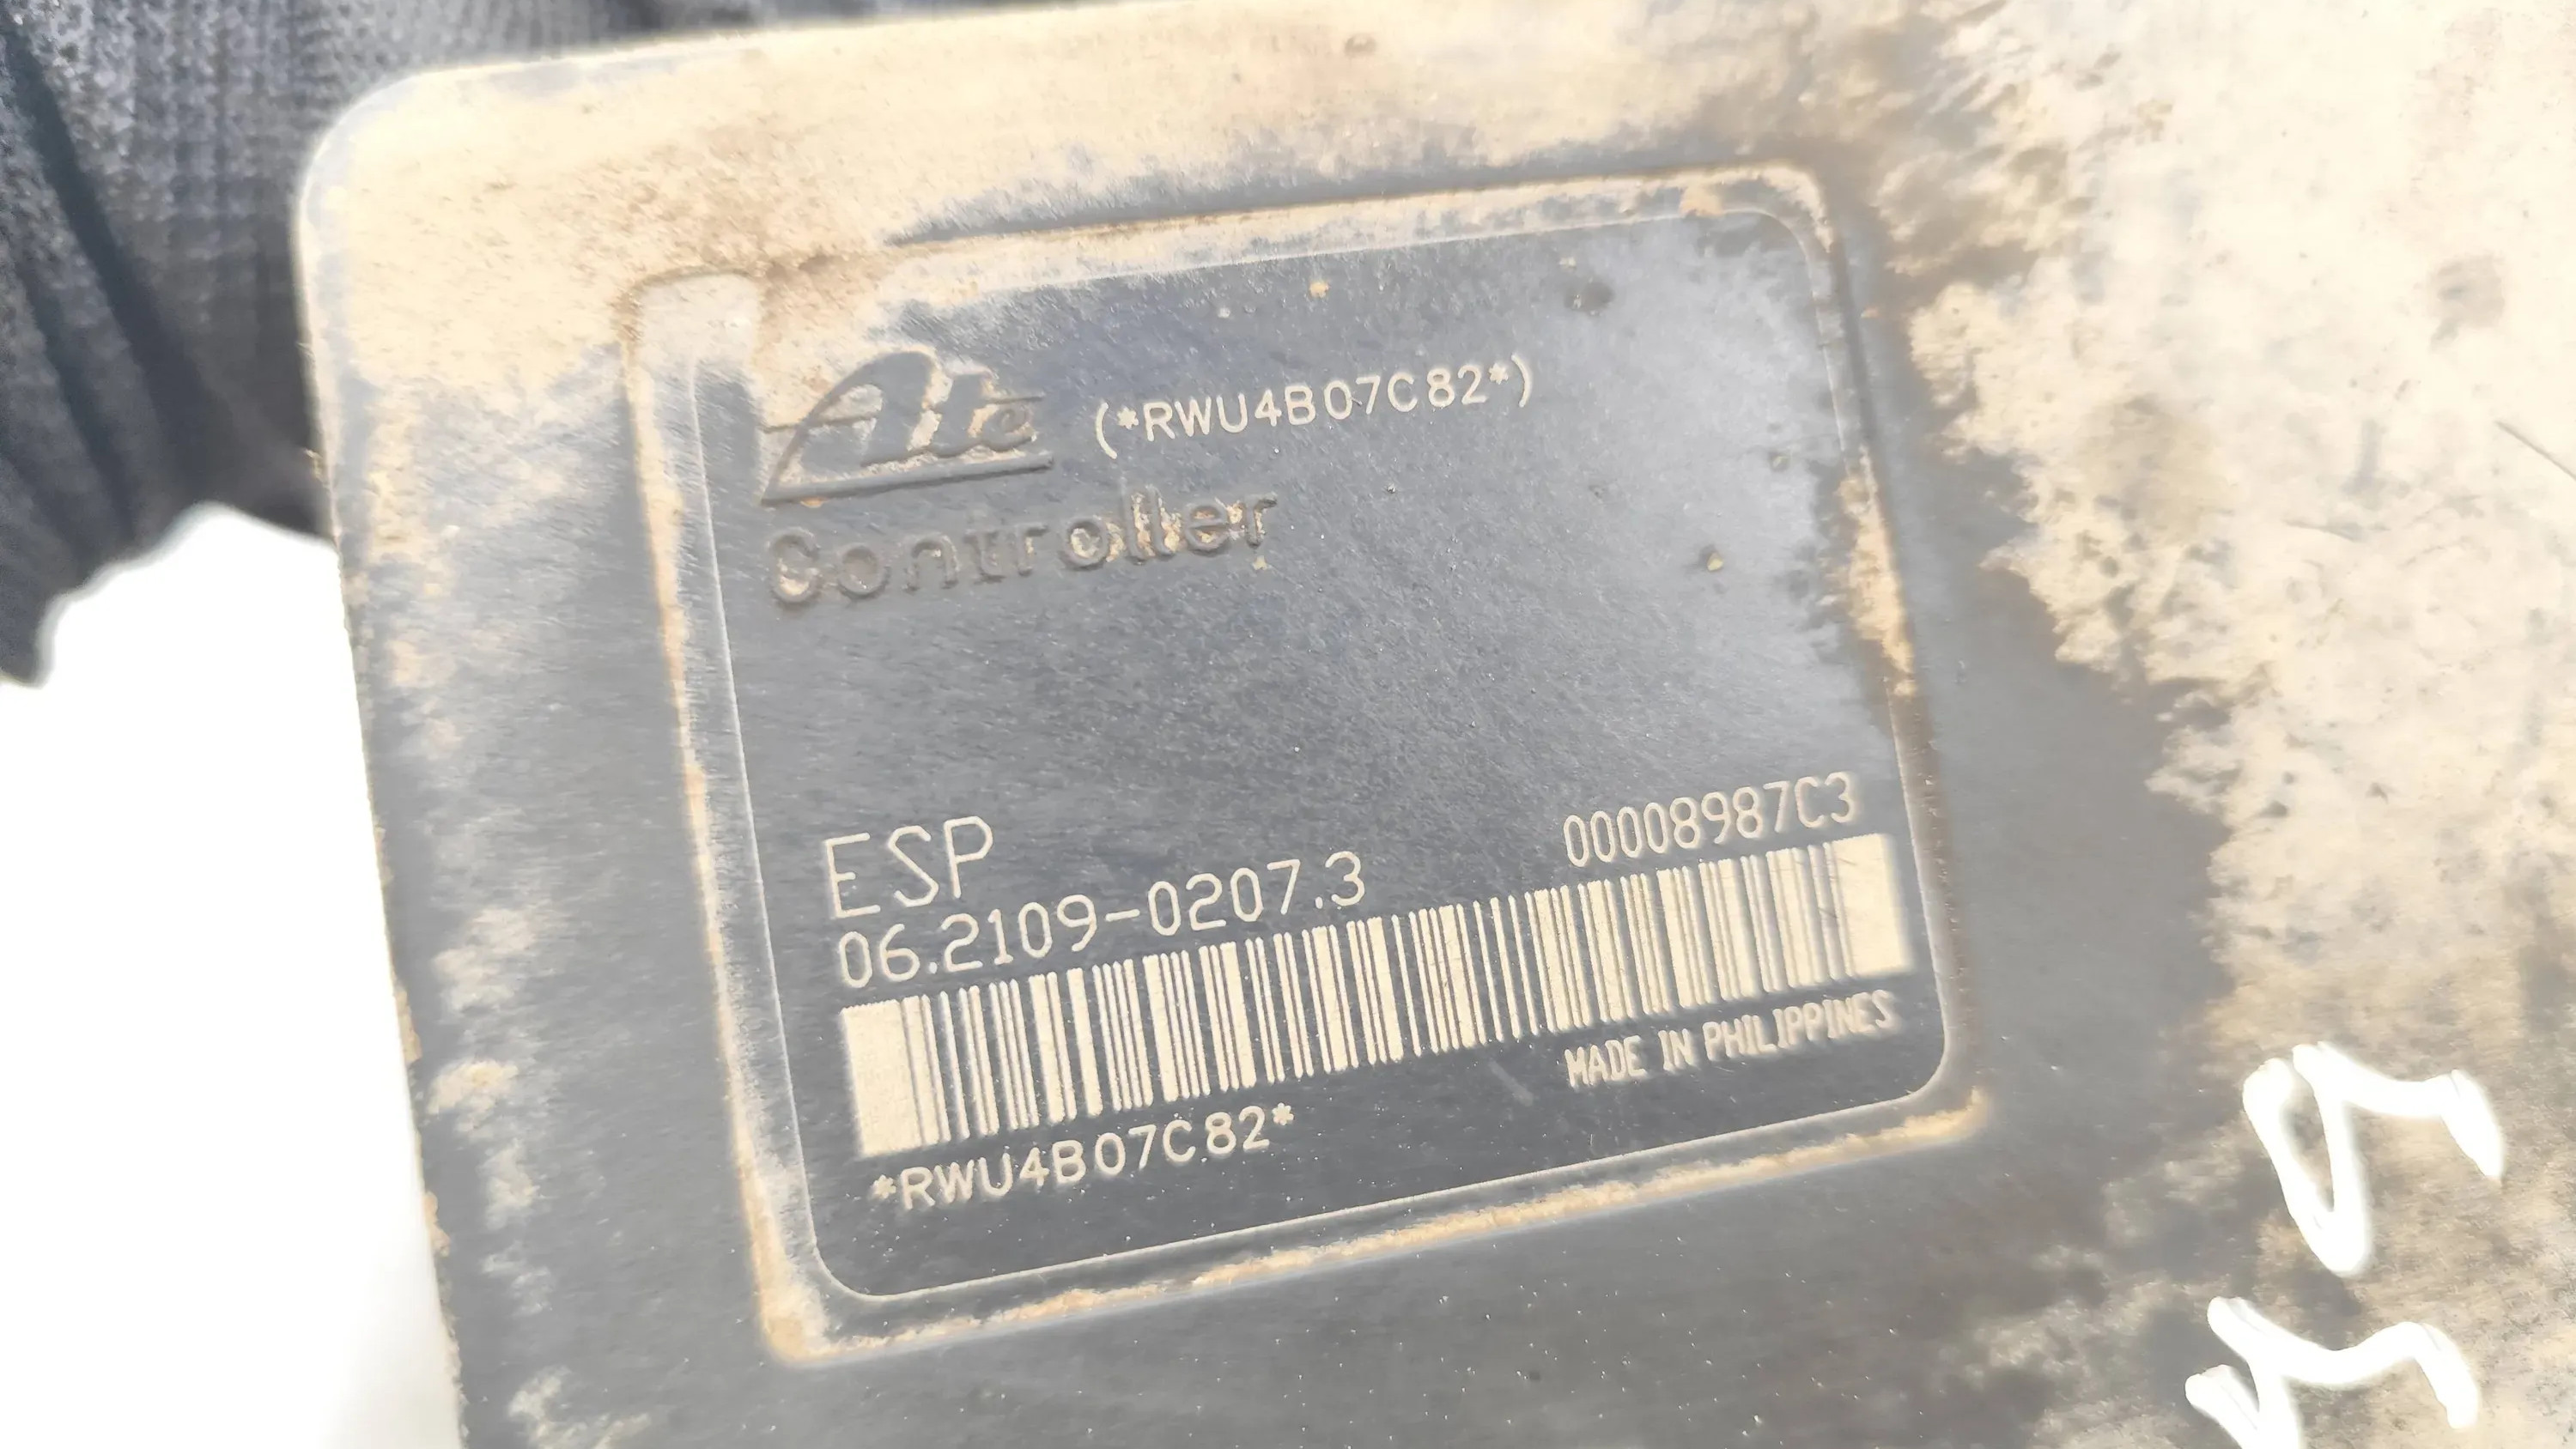 Ate (*RWU4B07C82*)
Controller
ESP
06.2109-0207.3 00008987C3
MADE IN PHILIPPINES
*RWU4B07C82*